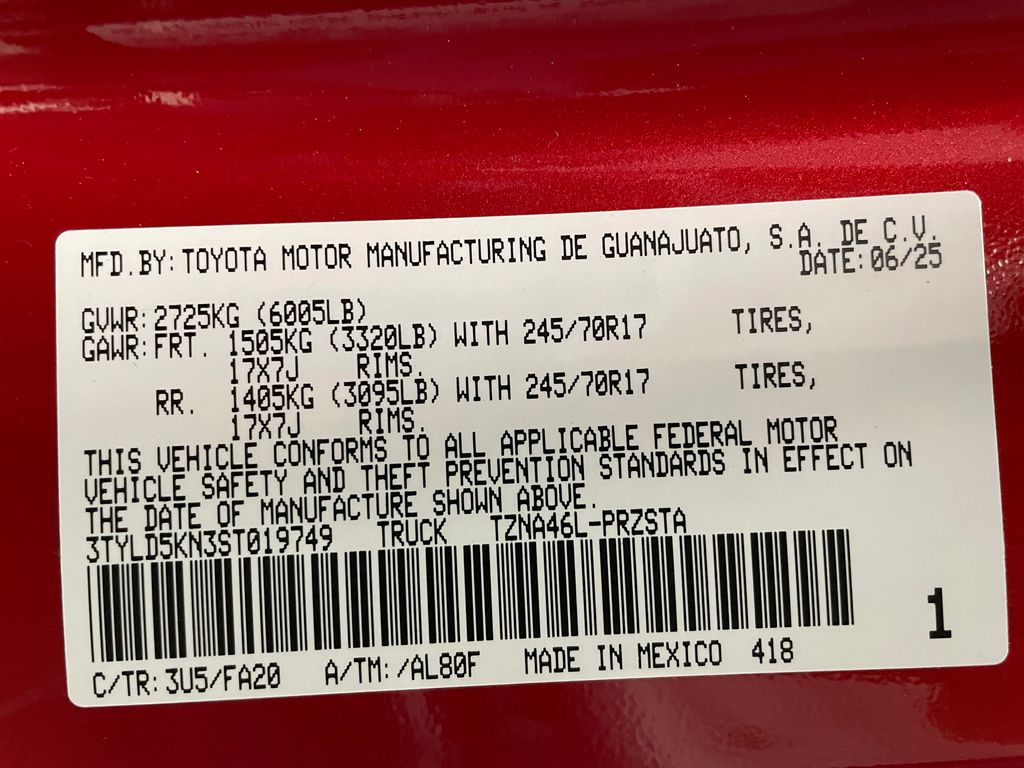 MFD.BY: TOYOTA MOTOR MANUFACTURING DE GUANAJUATO, S.A. DE C.V.
DATE: 06/25
GVWR: 2725KG (6005LB)
GAWR: FRT. 1505KG (3320LB) WITH 245/70R17 TIRES,
17X7J RIMS.
RR. 1405KG (3095LB) WITH 245/70R17 TIRES,
17X7J RIMS.
THIS VEHICLE CONFORMS TO ALL APPLICABLE FEDERAL MOTOR
VEHICLE SAFETY AND THEFT PREVENTION STANDARDS IN EFFECT ON
THE DATE OF MANUFACTURE SHOWN ABOVE.
3TYLD5KN3ST019749 TRUCK TZNA46L-PRZSTA
1
C/TR: 3U5/FA20 A/TM: /AL80F MADE IN MEXICO 418